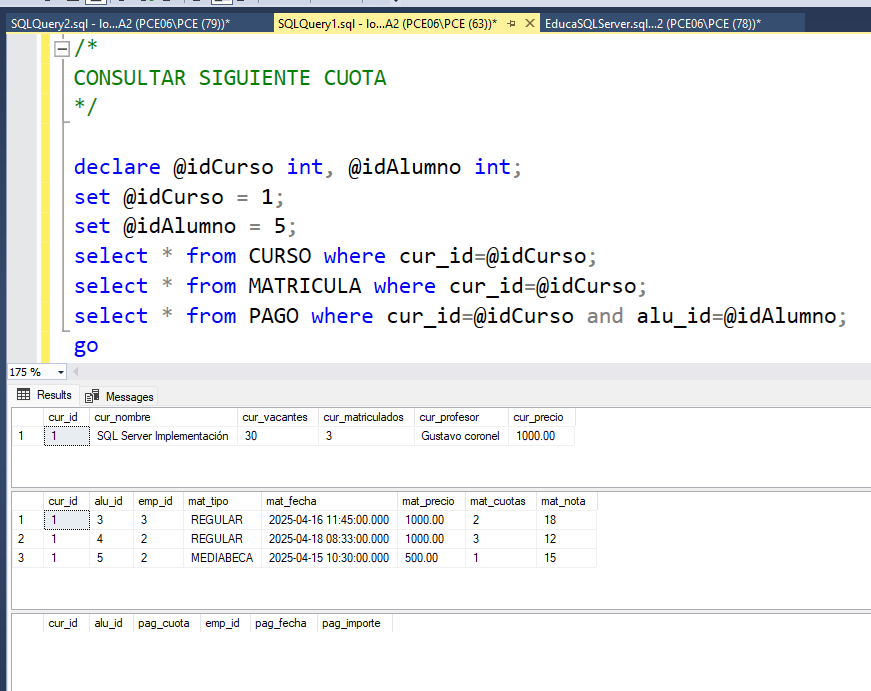 SQLQuery2.sql - lo...A2 (PCE06\PCE (79))*
SQLQuery1.sql - lo...A2 (PCE06\PCE (63))*
EducaSQLServer.sql...2 (PCE06\PCE (78))*
/*
CONSULTAR SIGUIENTE CUOTA
*/
declare @idCurso int, @idAlumno int;
set @idCurso = 1;
set @idAlumno = 5;
select * from CURSO where cur_id=@idCurso;
select * from MATRICULA where cur_id=@idCurso;
select * from PAGO where cur_id=@idCurso and alu_id=@idAlumno;
go
175 %
Results Messages
cur_id cur_nombre cur_vacantes cur_matriculados cur_profesor cur_precio
1 1 SQL Server Implementación 30 3 Gustavo coronel 1000.00
cur_id alu_id emp_id mat_tipo mat_fecha mat_precio mat_cuotas mat_nota
1 1 3 3 REGULAR 2025-04-16 11:45:00.000 1000.00 2 18
2 1 4 2 REGULAR 2025-04-18 08:33:00.000 1000.00 3 12
3 1 5 2 MEDIABECA 2025-04-15 10:30:00.000 500.00 1 15
cur_id alu_id pag_cuota emp_id pag_fecha pag_importe